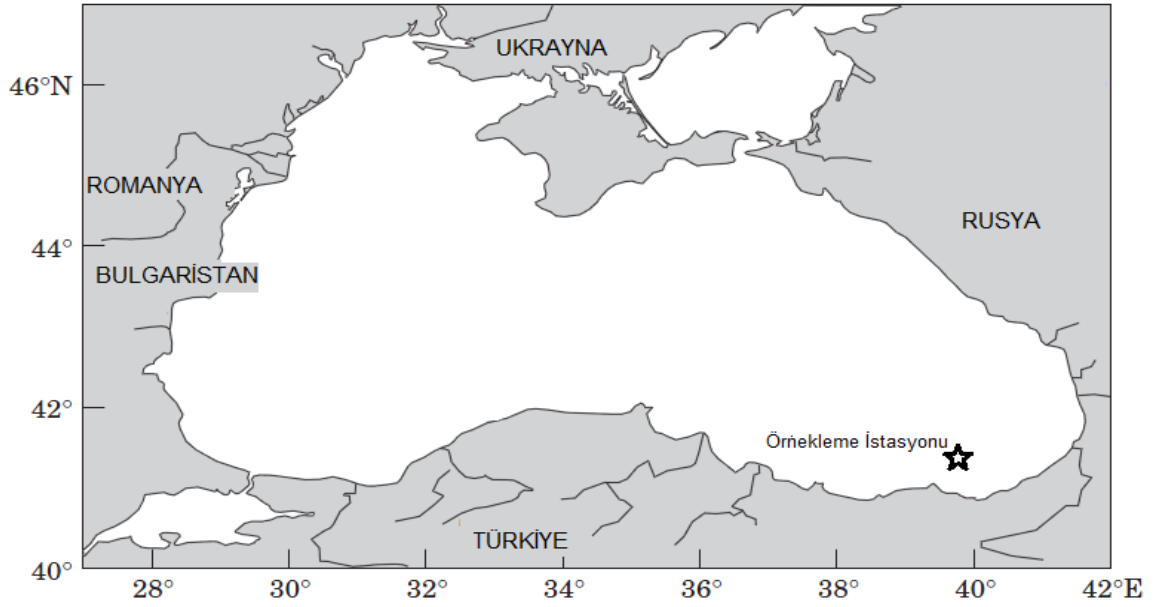 UKRAYNA
46°N
ROMANYA
RUSYA
44°
BULGARİSTAN
42°
Örnekleme İstasyonu
TÜRKİYE
40°
28° 30° 32° 34° 36° 38° 40° 42°E